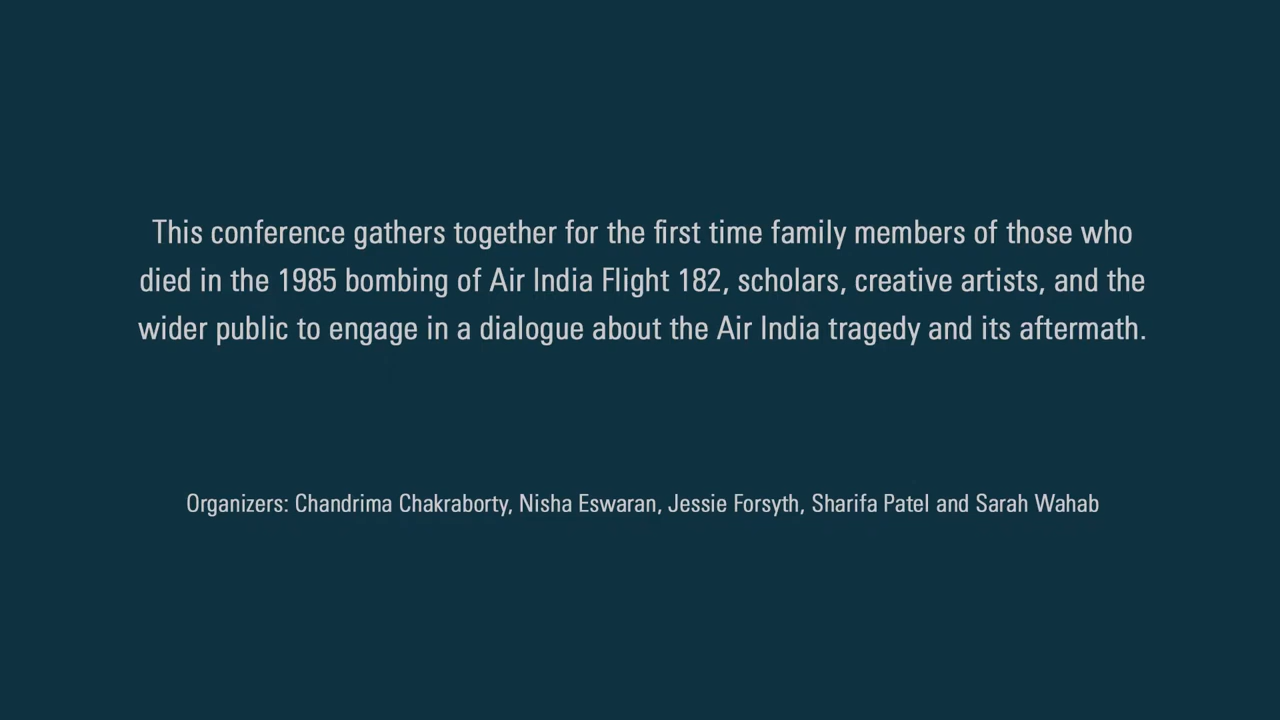 This conference gathers together for the first time family members of those who
died in the 1985 bombing of Air India Flight 182, scholars, creative artists, and the
wider public to engage in a dialogue about the Air India tragedy and its aftermath.
Organizers: Chandrima Chakraborty, Nisha Eswaran, Jessie Forsyth, Sharifa Patel and Sarah Wahab